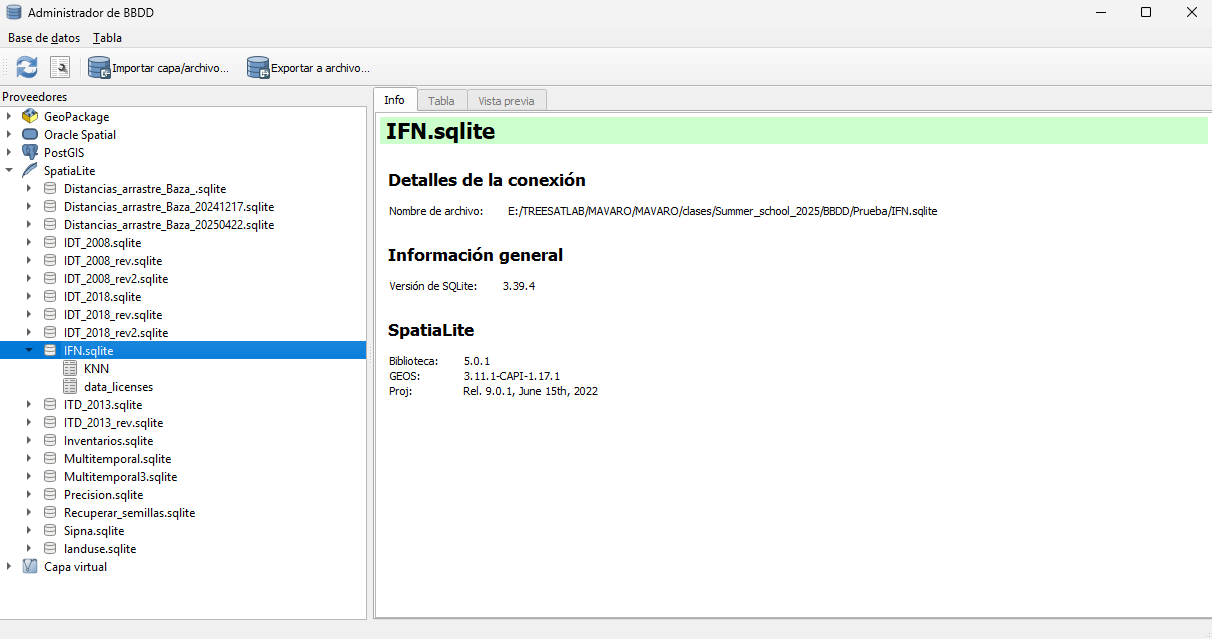 Administrador de BBDD
Base de datos Tabla
Importar capa/archivo... Exportar a archivo...
Proveedores
GeoPackage
Oracle Spatial
PostGIS
SpatiaLite
Distancias_arrastre_Baza_.sqlite
Distancias_arrastre_Baza_20241217.sqlite
Distancias_arrastre_Baza_20250422.sqlite
IDT_2008.sqlite
IDT_2008_rev.sqlite
IDT_2008_rev2.sqlite
IDT_2018.sqlite
IDT_2018_rev.sqlite
IDT_2018_rev2.sqlite
IFN.sqlite
KNN
data_licenses
ITD_2013.sqlite
ITD_2013_rev.sqlite
Inventarios.sqlite
Multitemporal.sqlite
Multitemporal3.sqlite
Precision.sqlite
Recuperar_semillas.sqlite
Sipna.sqlite
landuse.sqlite
Capa virtual
Info Tabla Vista previa
IFN.sqlite
Detalles de la conexión
Nombre de archivo: E:/TREESATLAB/MAVARO/MAVARO/clases/Summer_school_2025/BBDD/Prueba/IFN.sqlite
Información general
Versión de SQLite: 3.39.4
SpatiaLite
Biblioteca: 5.0.1
GEOS: 3.11.1-CAPI-1.17.1
Proj: Rel. 9.0.1, June 15th, 2022